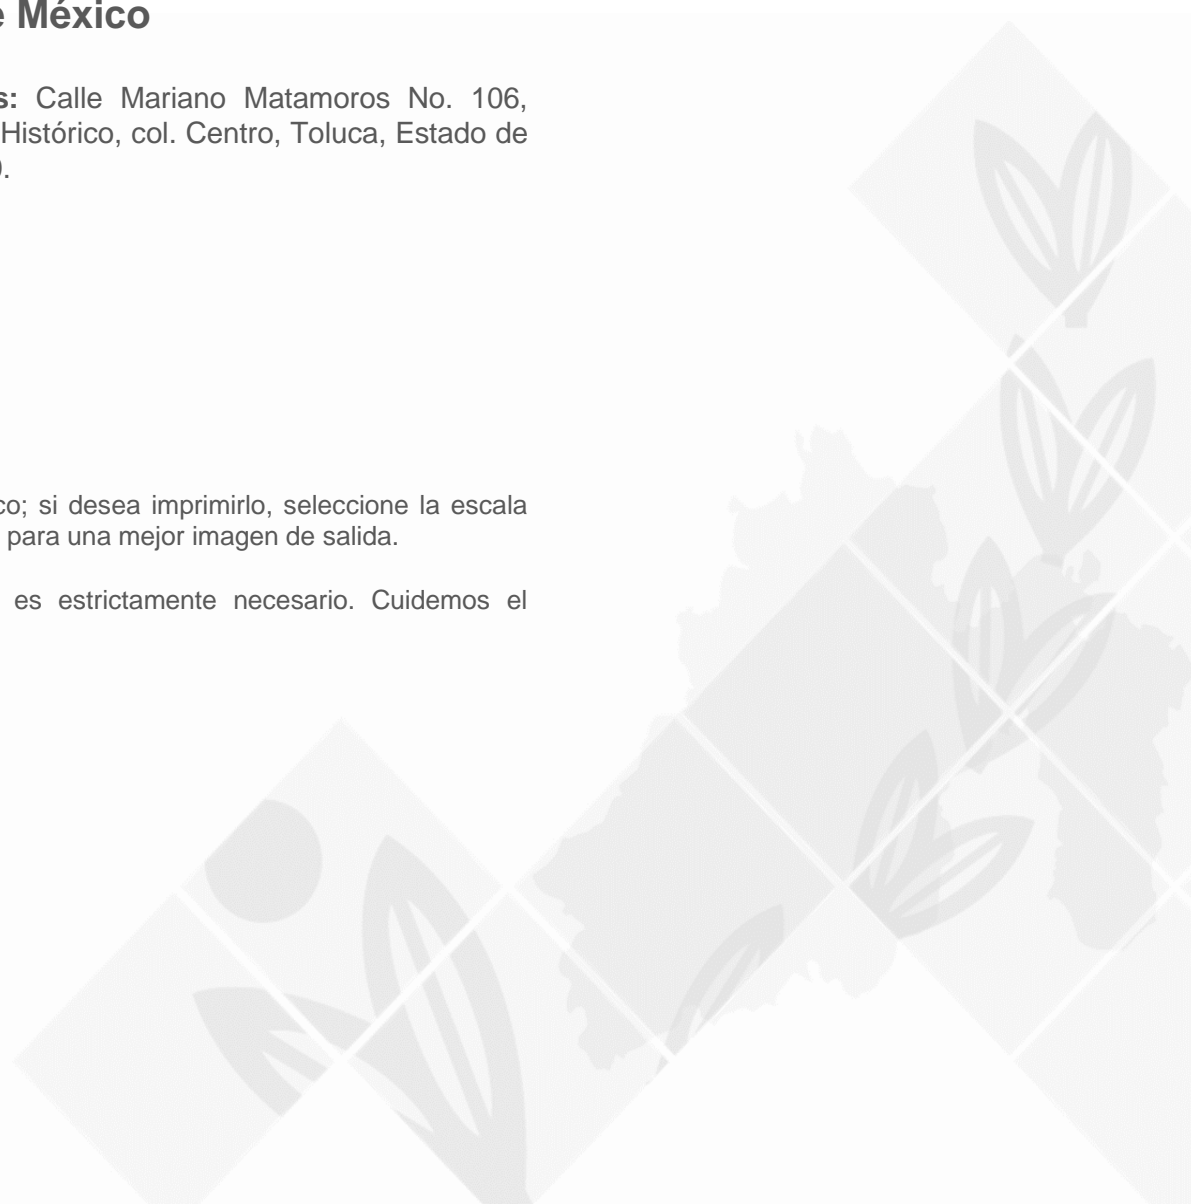 e México
s: Calle Mariano Matamoros No. 106,
Histórico, col. Centro, Toluca, Estado de
).
co; si desea imprimirlo, seleccione la escala
para una mejor imagen de salida.
es estrictamente necesario. Cuidemos el